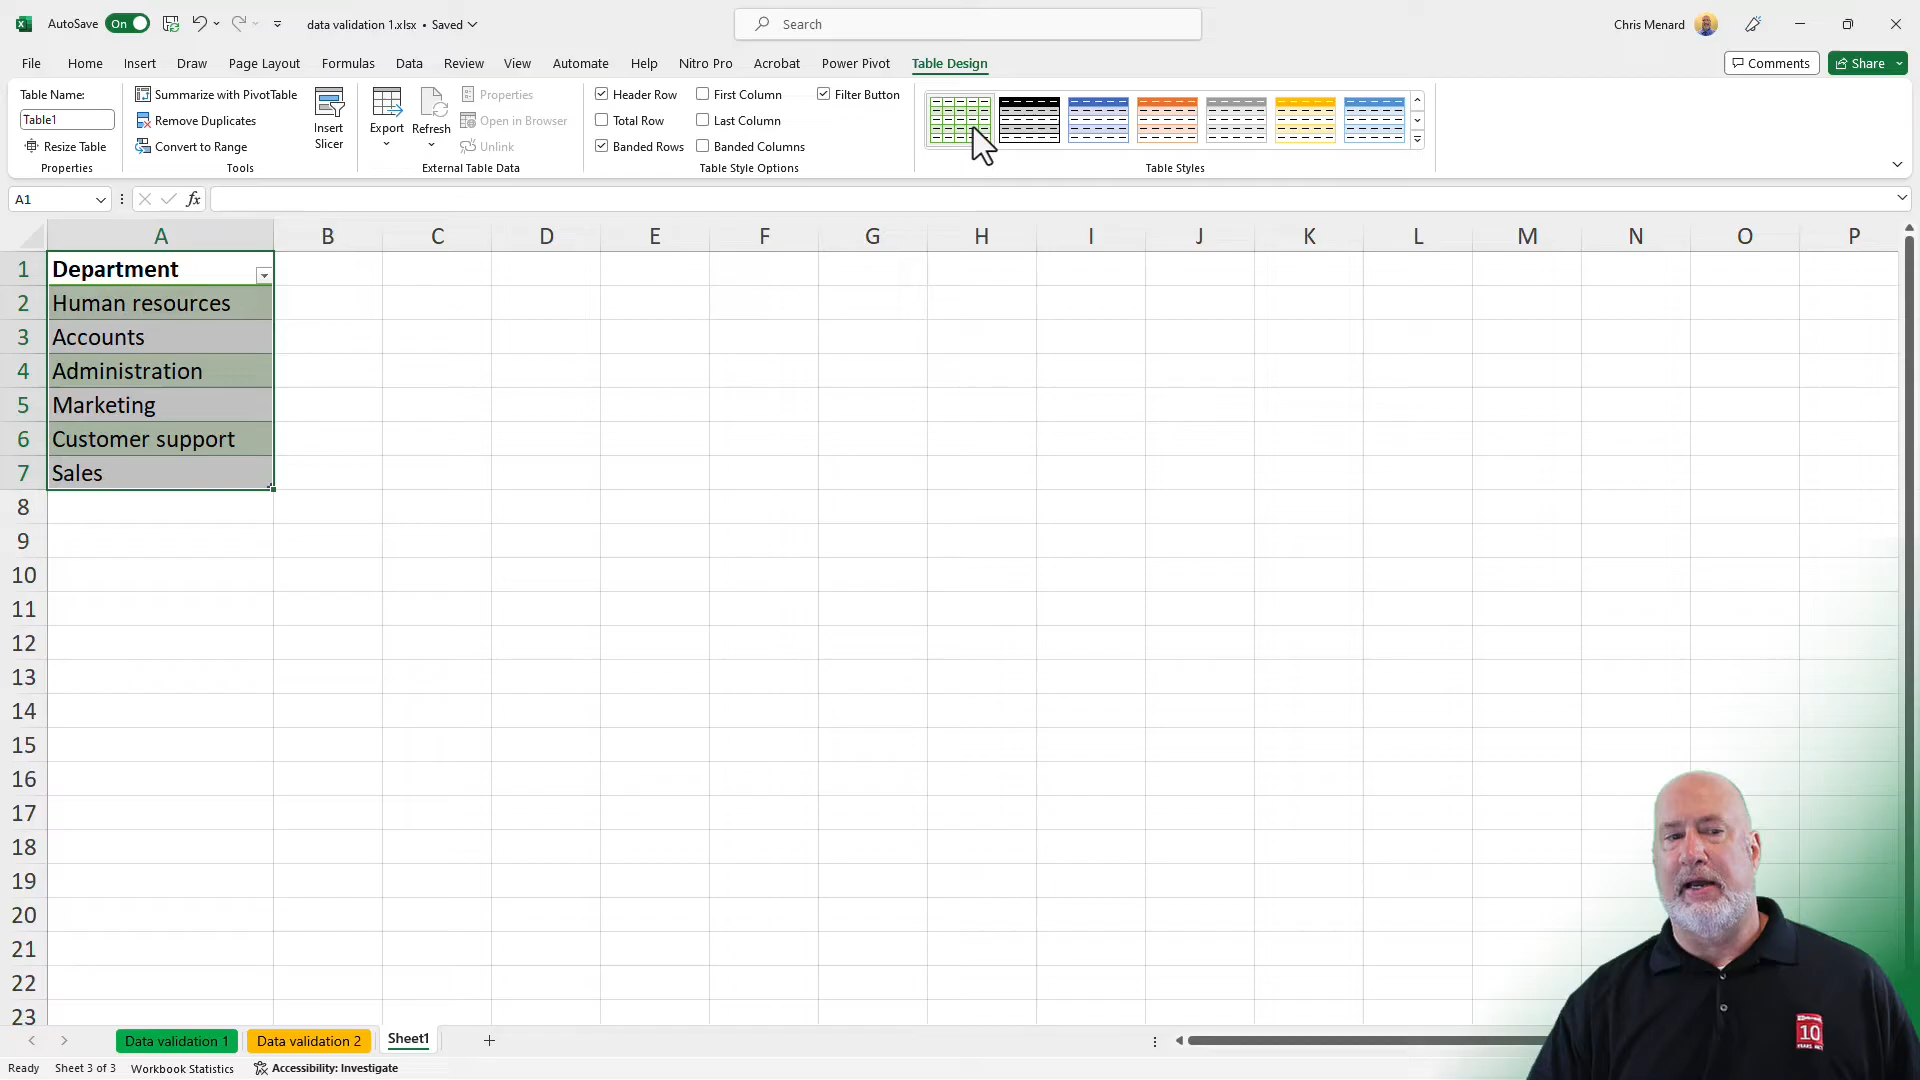 AutoSave On data validation 1.xlsx • Saved Search Chris Menard
File Home Insert Draw Page Layout Formulas Data Review View Automate Help Nitro Pro Acrobat Power Pivot Table Design Comments Share
Table Name:
Table1
Resize Table
Properties
Summarize with PivotTable
Remove Duplicates
Convert to Range
Tools
Insert
Slicer
Export
Refresh
Properties
Open in Browser
Unlink
External Table Data
Header Row
Total Row
Banded Rows
First Column
Last Column
Banded Columns
Filter Button
Table Style Options
Table Styles
A1 fx
A B C D E F G H I J K L M N O P
1 Department
2 Human resources
3 Accounts
4 Administration
5 Marketing
6 Customer support
7 Sales
8
9
10
11
12
13
14
15
16
17
18
19
20
21
22
23
10
Data validation 1 Data validation 2 Sheet1
Ready Sheet 3 of 3 Workbook Statistics Accessibility: Investigate